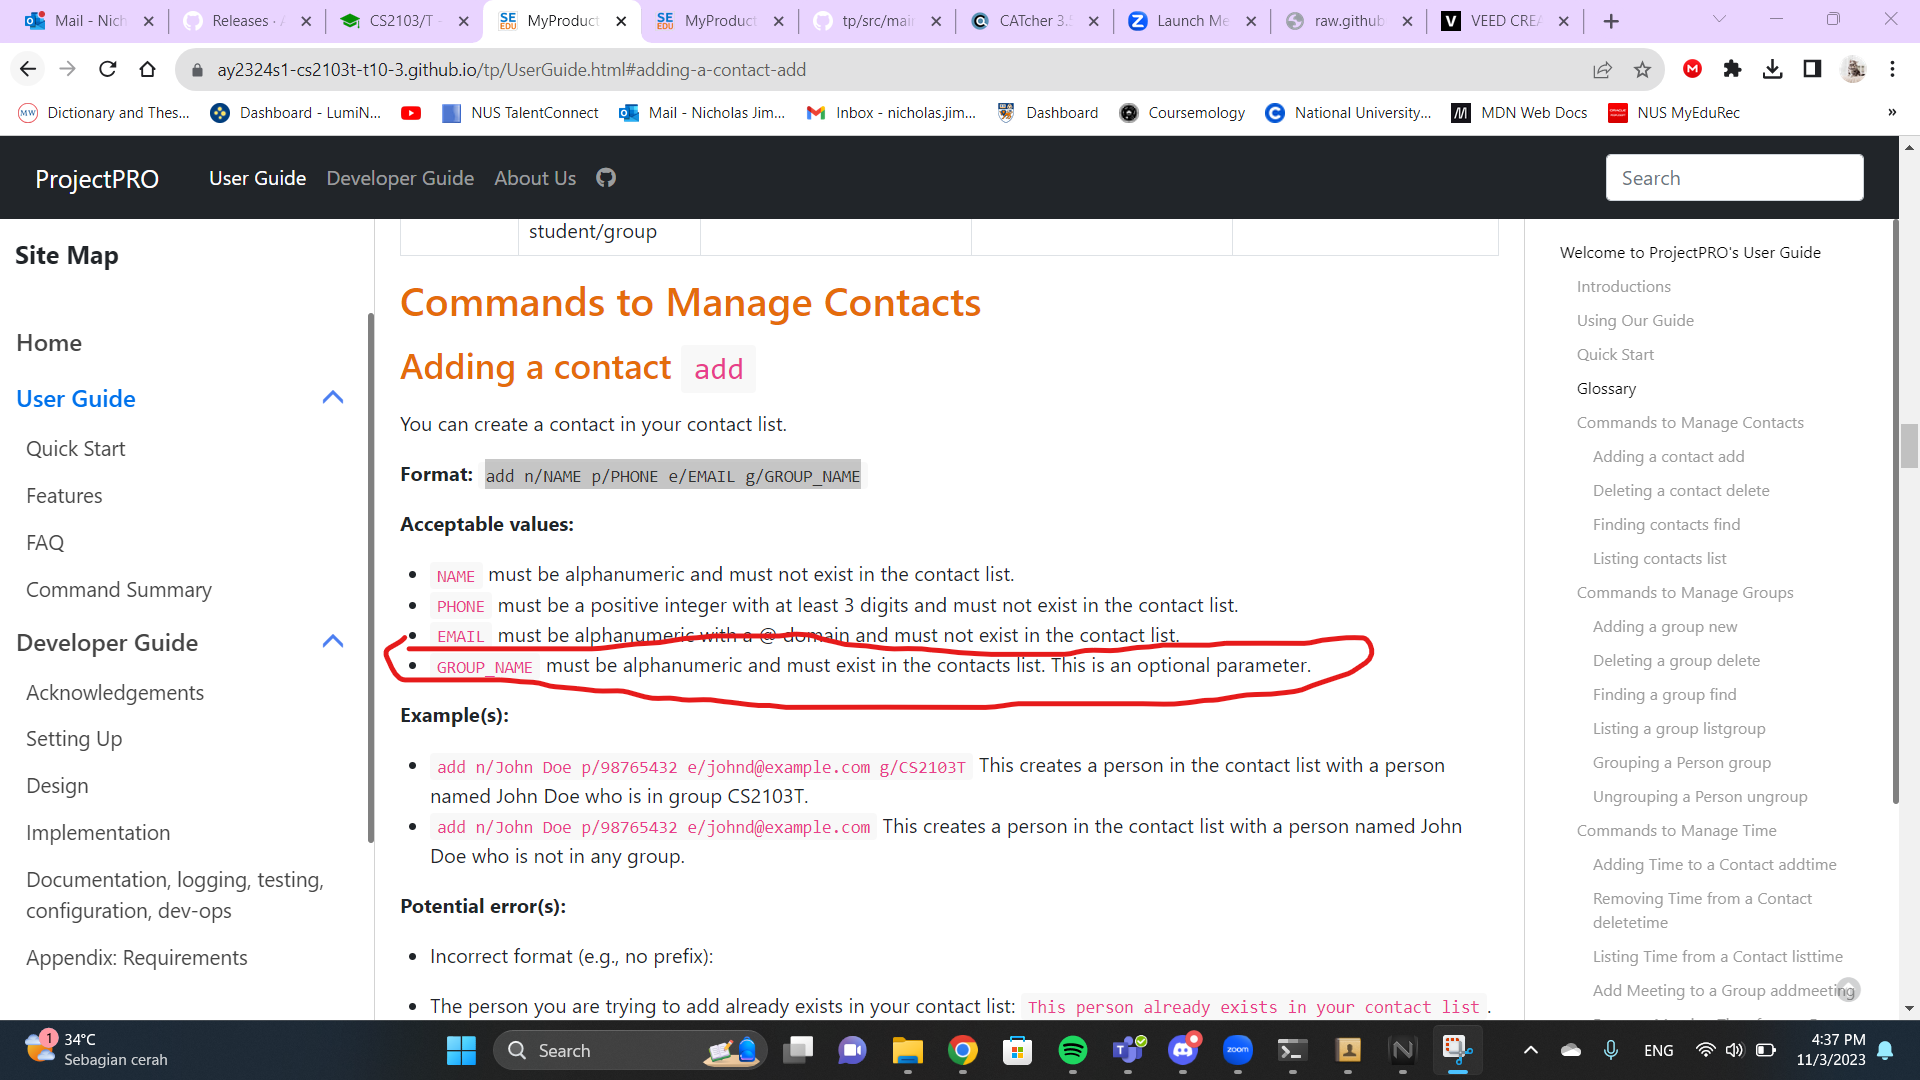 Mail - Nich
Releases ·
CS2103/T -
MyProduct
MyProduct
tp/src/mai
CATcher 3.
Launch Me
raw.github
VEED CREA
ay2324s1-cs2103t-t10-3.github.io/tp/UserGuide.html#adding-a-contact-add
Dictionary and Thes...
Dashboard - LumiN...
NUS TalentConnect
Mail - Nicholas Jim...
Inbox - nicholas.jim...
Dashboard
Coursemology
National University...
MDN Web Docs
NUS MyEduRec
»
ProjectPRO
User Guide
Developer Guide
About Us
Search
Site Map
Home
User Guide
Quick Start
Features
FAQ
Command Summary
Developer Guide
Acknowledgements
Setting Up
Design
Implementation
Documentation, logging, testing,
configuration, dev-ops
Appendix: Requirements
student/group
Commands to Manage Contacts
Adding a contact add
You can create a contact in your contact list.
Format: add n/NAME p/PHONE e/EMAIL g/GROUP_NAME
Acceptable values:
• NAME must be alphanumeric and must not exist in the contact list.
• PHONE must be a positive integer with at least 3 digits and must not exist in the contact list.
• EMAIL must be alphanumeric with a @ domain and must not exist in the contact list.
• GROUP_NAME must be alphanumeric and must exist in the contacts list. This is an optional parameter.
Example(s):
• add n/John Doe p/98765432 e/johnd@example.com g/CS2103T This creates a person in the contact list with a person
named John Doe who is in group CS2103T.
• add n/John Doe p/98765432 e/johnd@example.com This creates a person in the contact list with a person named John
Doe who is not in any group.
Potential error(s):
• Incorrect format (e.g., no prefix):
• The person you are trying to add already exists in your contact list: This person already exists in your contact list .
Welcome to ProjectPRO's User Guide
Introductions
Using Our Guide
Quick Start
Glossary
Commands to Manage Contacts
Adding a contact add
Deleting a contact delete
Finding contacts find
Listing contacts list
Commands to Manage Groups
Adding a group new
Deleting a group delete
Finding a group find
Listing a group listgroup
Grouping a Person group
Ungrouping a Person ungroup
Commands to Manage Time
Adding Time to a Contact addtime
Removing Time from a Contact
deletetime
Listing Time from a Contact listtime
Add Meeting to a Group addmeeting
1
34°C
Sebagian cerah
Search
zoom
ENG
4:37 PM
11/3/2023